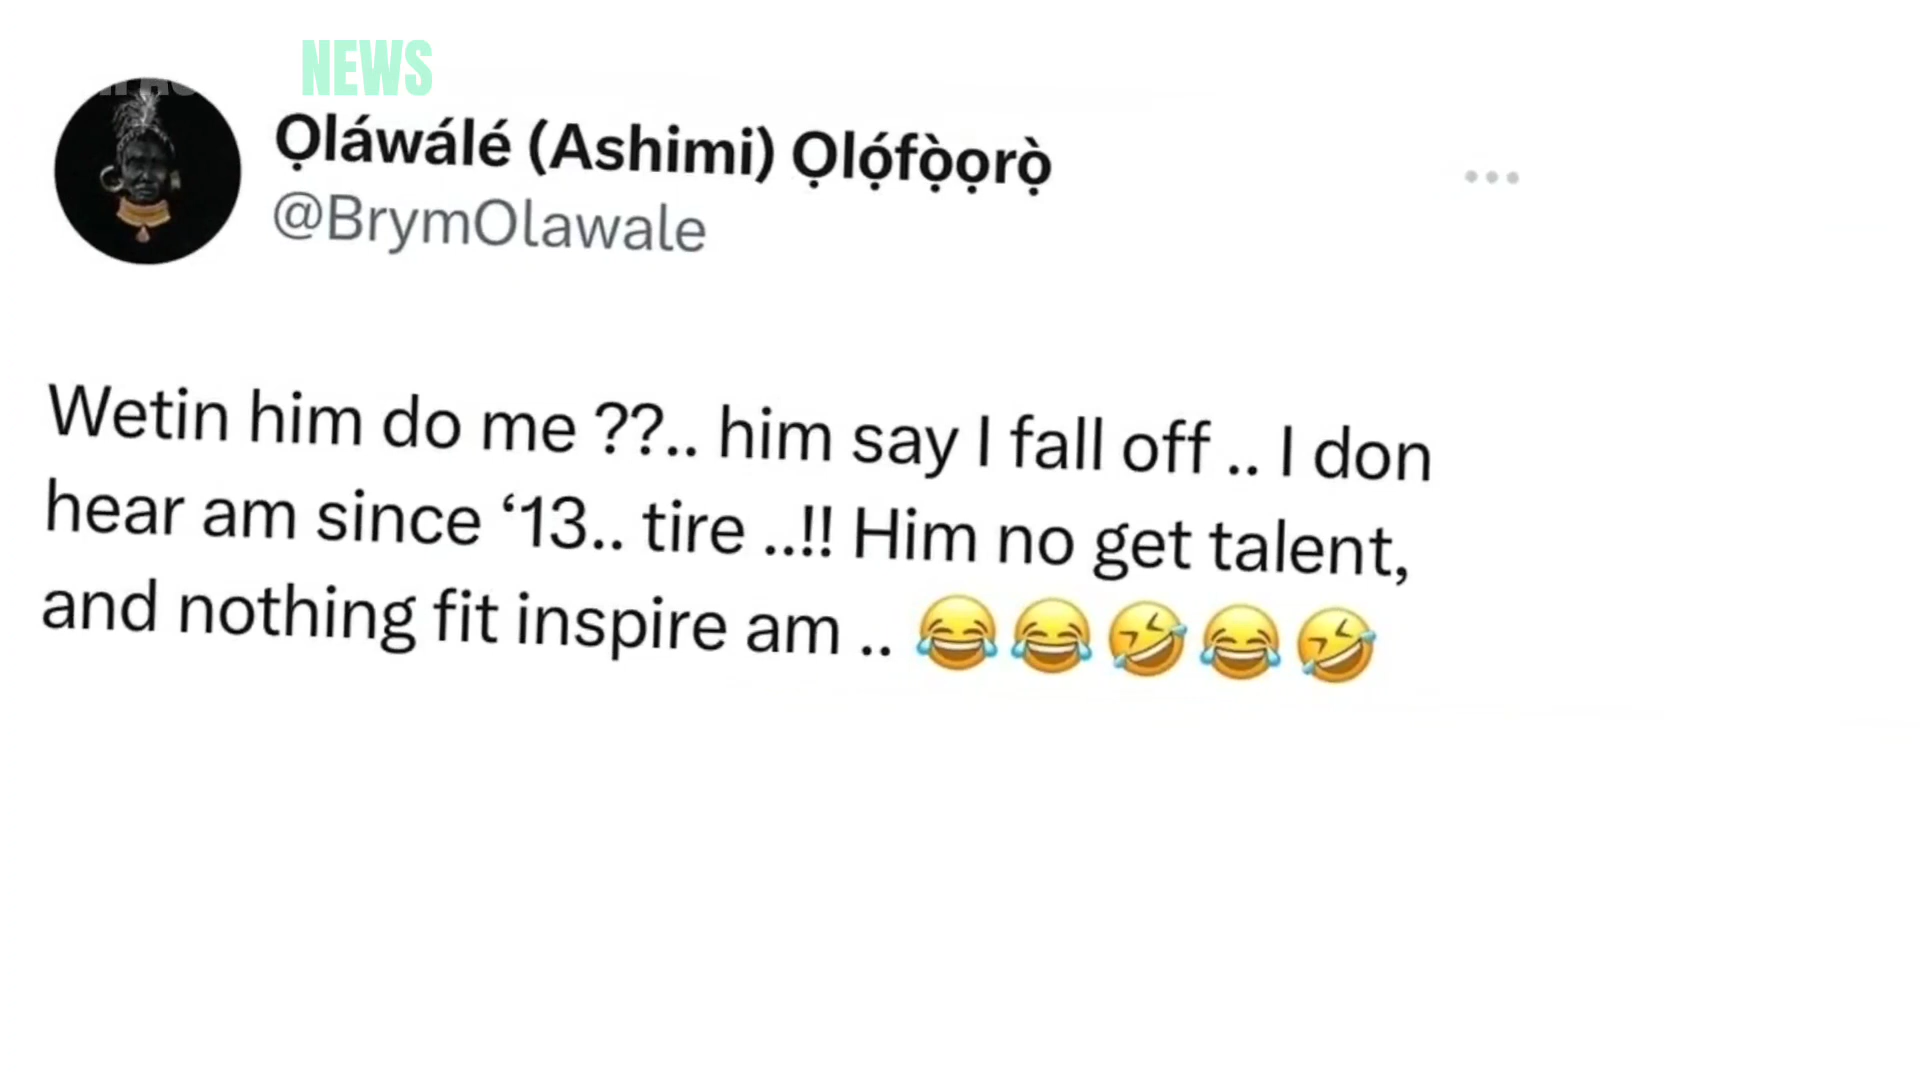 NEWS
Ọláwálé (Ashimi) Ọlọ́fọ̀ọrọ̀
@BrymOlawale
Wetin him do me ??.. him say I fall off .. I don
hear am since ‘13.. tire ..!! Him no get talent,
and nothing fit inspire am .. 😂😂🤣😂🤣